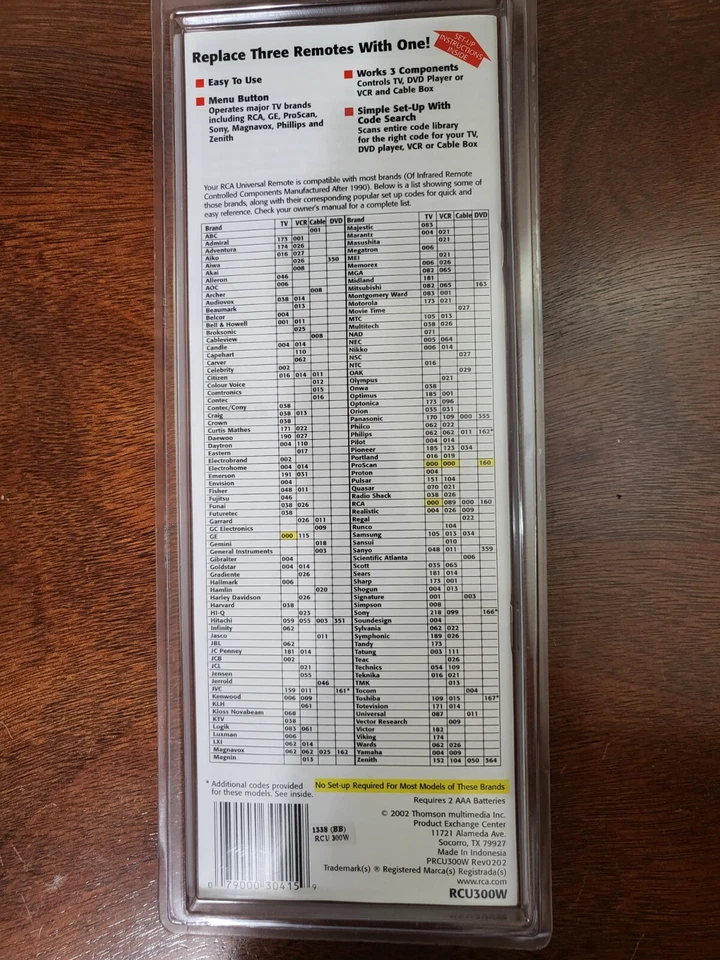 Replace Three Remotes With One!
SET-UP
INSTRUCTIONS
INSIDE
Easy To Use
Menu Button
Operates major TV brands
including RCA, GE, ProScan,
Sony, Magnavox, Phillips and
Zenith
Works 3 Components
Controls TV, DVD Player or
VCR and Cable Box
Simple Set-Up With
Code Search
Scans entire code library
for the right code for your TV,
DVD player, VCR or Cable Box
Your RCA Universal Remote is compatible with most brands (Of Infrared Remote
Controlled Components Manufactured After 1990). Below is a list showing some of
those brands, along with their corresponding popular set up codes for quick and
easy reference. Check your owner's manual for a complete list.
Brand TV VCR Cable DVD
ABC 001
Admiral 173 001
Adventura 174 026
Aiko 016 027
Aiwa 026 350
Akai 008
Alleron 046
AOC 006
Archer 008
Audiovox 038 014
Beaumark 013
Belcor 004
Bell & Howell 001 011
Broksonic 025
Cableview 008
Candle 004 014
Capehart 110
Carver 062
Celebrity 002
Citizen 016 014 011
Colour Voice 012
Comtronics 015
Contec 016
Contec/Cony 038
Craig 038 013
Crown 038
Curtis Mathes 171 022
Daewoo 190 027
Daytron 004 110
Eastern 017
Electrobrand 002
Electrohome 004 014
Emerson 191 031
Envision 004
Fisher 048 011
Fujitsu 046
Funai 038 026
Futuretec 038
Garrard 026 011
GC Electronics 009
GE 000 115
Gemini 018
General Instruments 003
Gibralter 004
Goldstar 004 014
Gradiente 026
Hallmark 006
Hamlin 020
Harley Davidson 026
Harvard 038
HI-Q 023
Hitachi 059 055 003 351
Infinity 062
Jasco 011
JBL 062
JC Penney 181 014
JCB 002
JCL 021
Jensen 055
Jerrold 046
JVC 159 011 161*
Kenwood 006 009
KLH 061
Kloss Novabeam 068
KTV 038
Logik 083 061
Luxman 006
LXI 062 014
Magnavox 062 062 025 162
Magnin 013
Brand TV VCR Cable DVD
Majestic 083
Marantz 004 021
Masushita 021
Megatron 006
MEI 021
Memorex 006 026
MGA 082 065
Midland 181
Mitsubishi 082 065 163
Montgomery Ward 083 001
Motorola 173 021
Movie Time 027
MTC 105 013
Multitech 038 026
NAD 071
NEC 005 064
Nikko 006 014
NSC 027
NTC 016
OAK 029
Olympus 021
Onwa 038
Optimus 185 001
Optonica 173 096
Orion 035 031
Panasonic 170 109 000 355
Philco 062 022
Philips 062 062 011 162*
Pilot 004 014
Pioneer 185 123 034
Portland 016 019
ProScan 000 000 160
Proton 004
Pulsar 151 104
Quasar 070 021
Radio Shack 038 026
RCA 000 089 000 160
Realistic 004 026 009
Regal 022
Runco 104
Samsung 105 013 034
Sansui 010
Sanyo 048 011 359
Scientific Atlanta 006
Scott 035 065
Sears 181 014
Sharp 173 001
Shogun 004 013
Signature 001 003
Simpson 008
Sony 218 099 166*
Soundesign 004
Sylvania 062 022
Symphonic 189 026
Tandy 173
Tatung 003 111
Teac 026
Technics 054 109
Teknika 016 021
TMK 013
Tocom 004
Toshiba 109 015 167*
Totevision 171 014
Universal 087 011
Vector Research 009
Victor 182
Viking 174
Wards 062 026
Yamaha 004 009
Zenith 152 104 050 364
* Additional codes provided
for these models. See inside.
No Set-up Required For Most Models of These Brands
Requires 2 AAA Batteries
© 2002 Thomson multimedia Inc.
Product Exchange Center
11721 Alameda Ave.
Socorro, TX 79927
Made In Indonesia
PRCU300W Rev0202
Trademark(s) ® Registered Marca(s) Registrada(s)
www.rca.com
RCU300W
1338 (BB)
RCU 300W
0 79000 30415 9